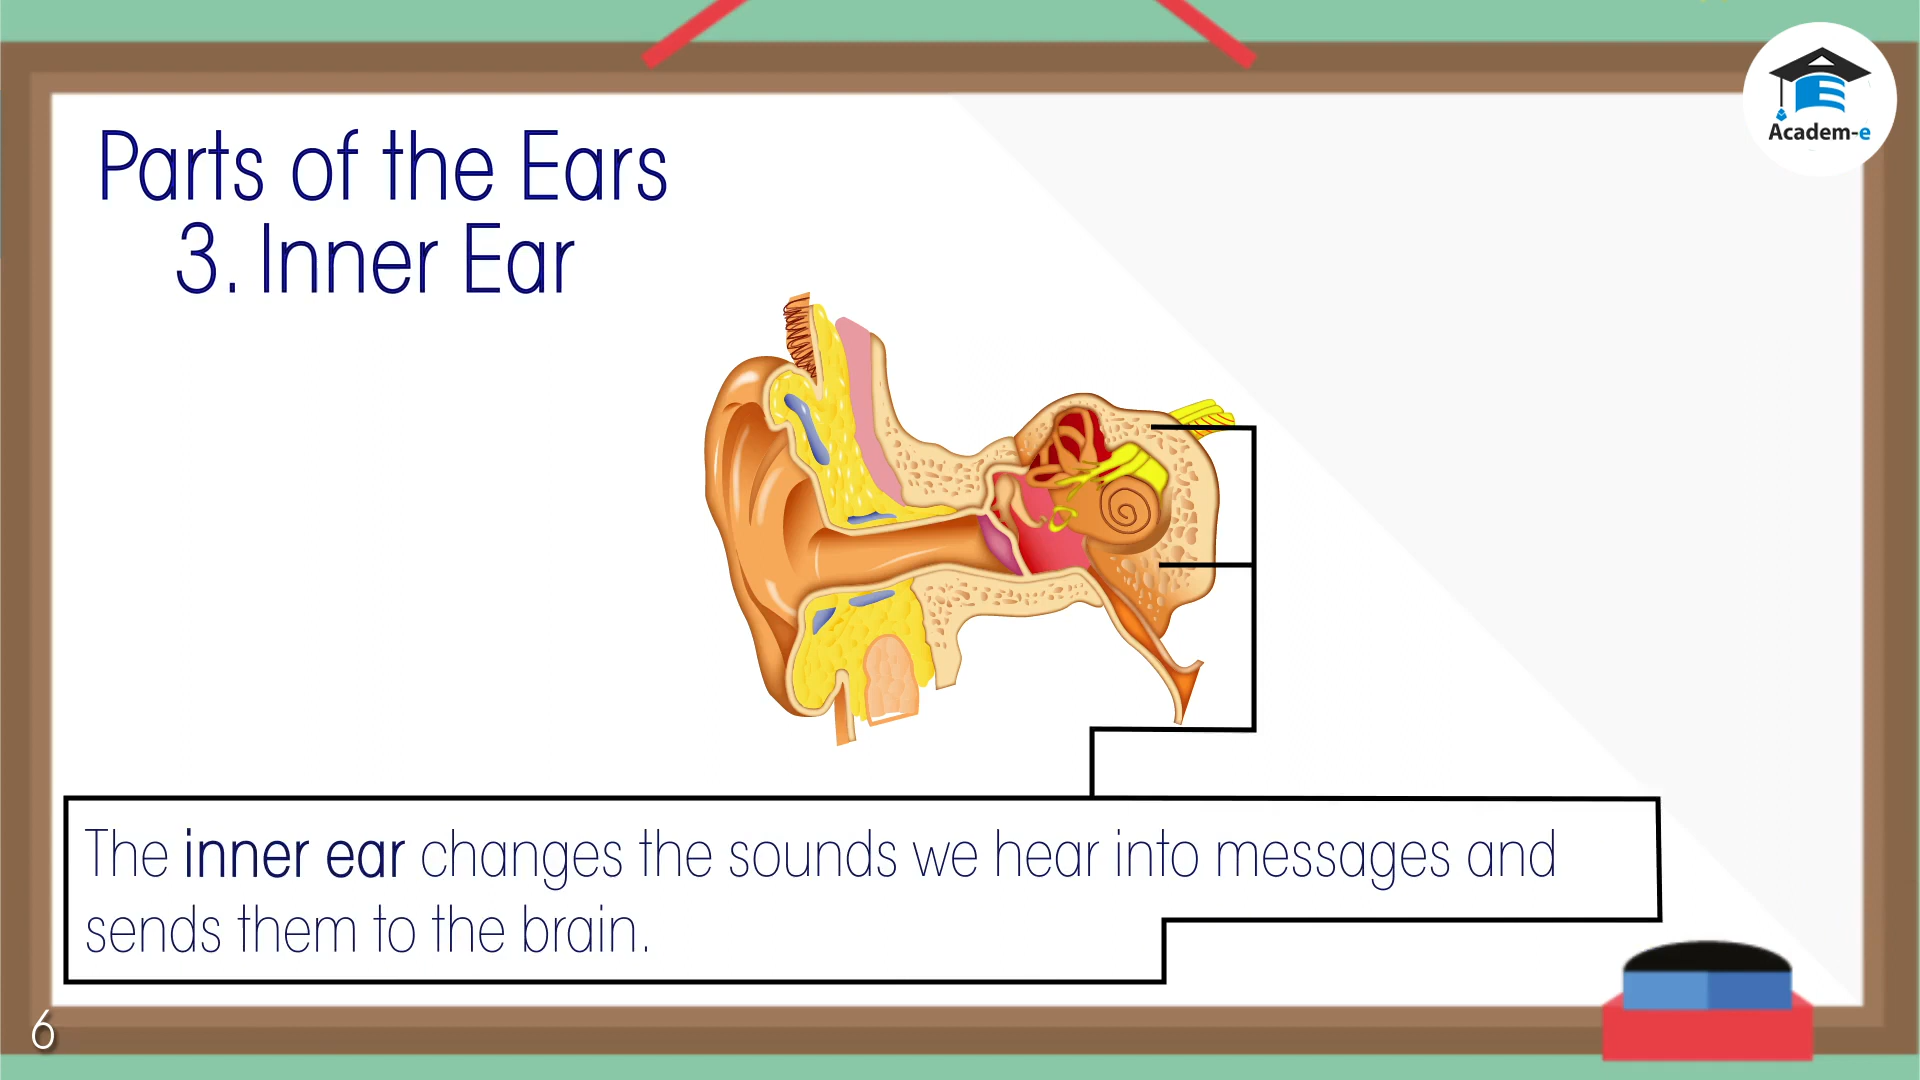 Academ-e
Parts of the Ears
3. Inner Ear
The inner ear changes the sounds we hear into messages and
sends them to the brain.
6